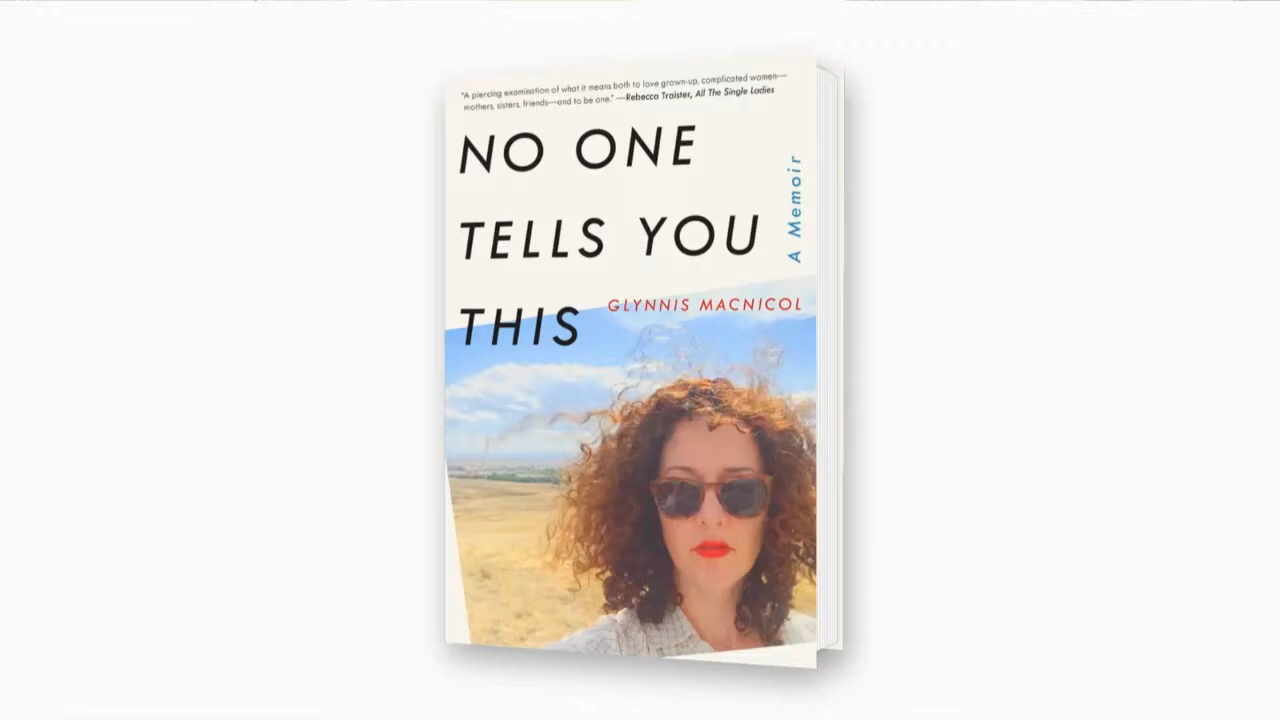 "A piercing examination of what it means both to love grown-up, complicated women—
mothers, sisters, friends—and to be one." —Rebecca Traister, All The Single Ladies
NO ONE
TELLS YOU
THIS
A Memoir
GLYNNIS MACNICOL